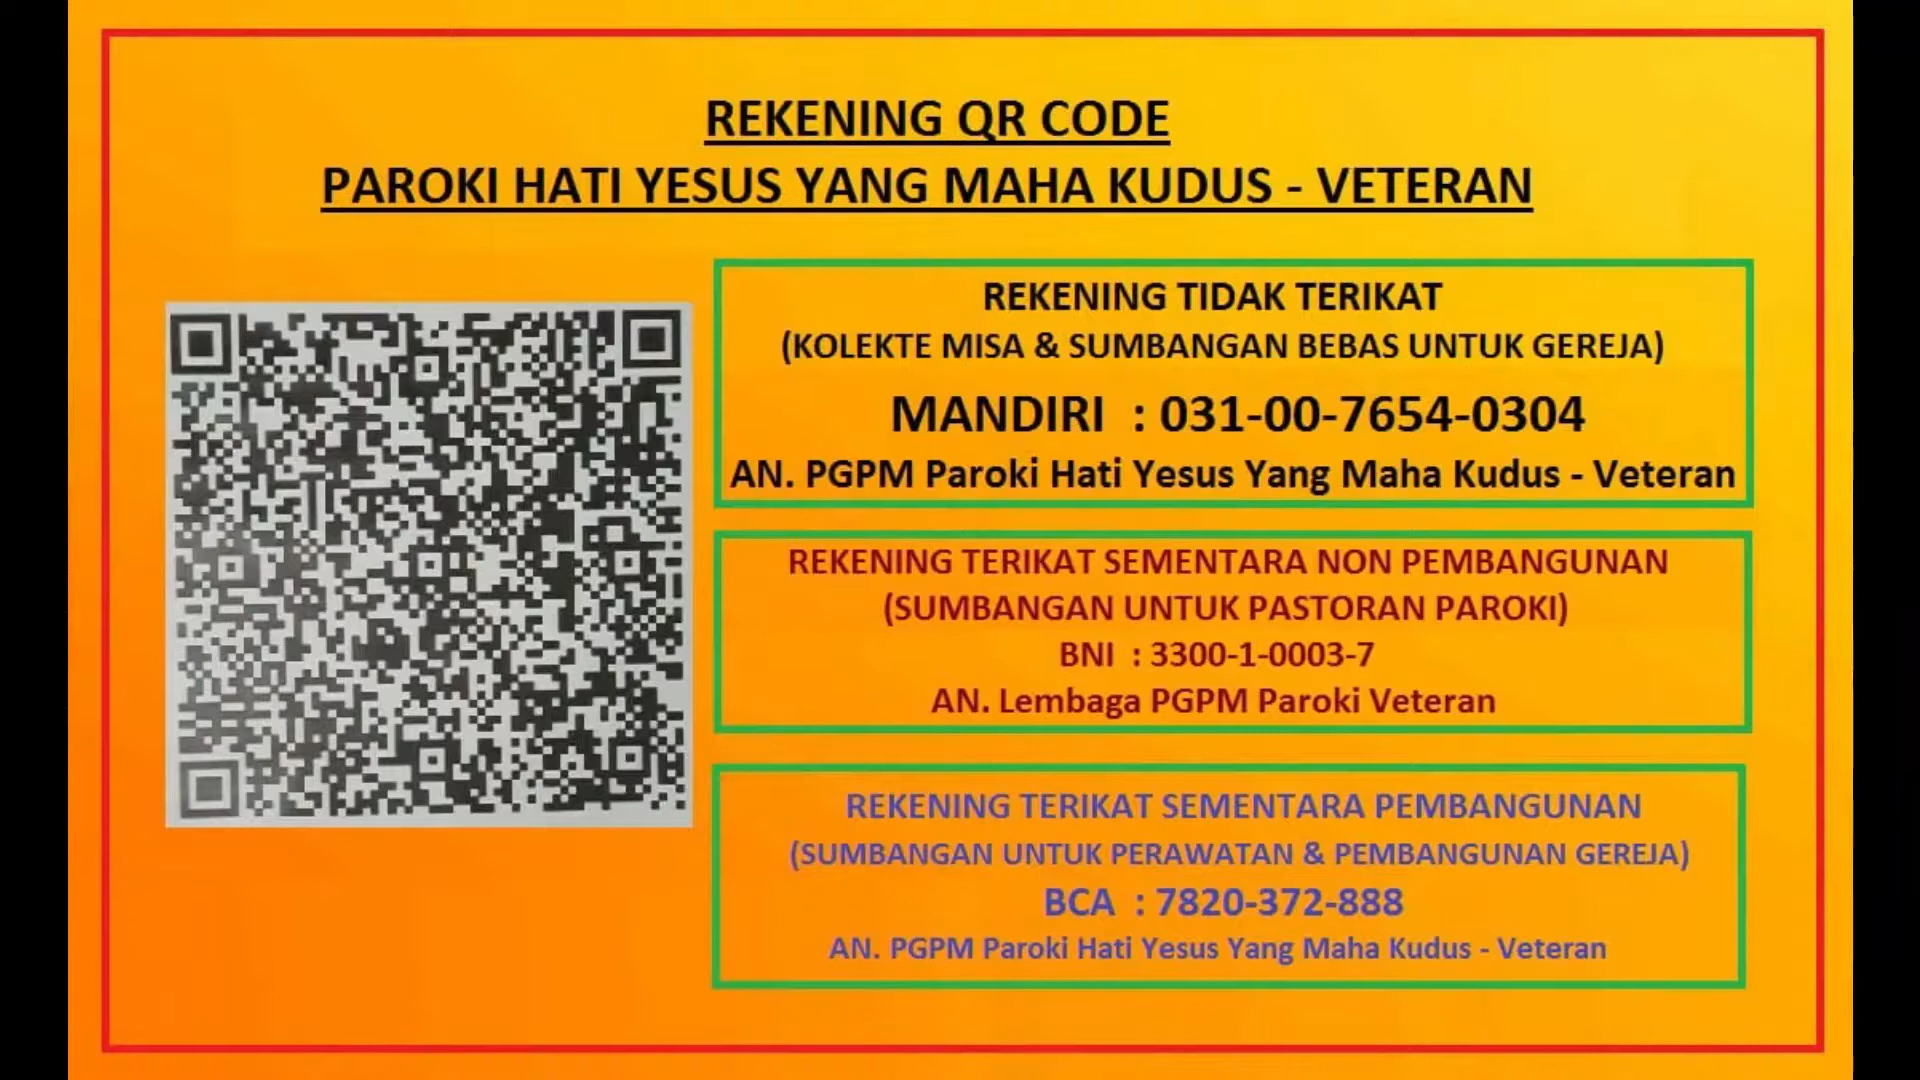 REKENING QR CODE
PAROKI HATI YESUS YANG MAHA KUDUS - VETERAN
REKENING TIDAK TERIKAT
(KOLEKTE MISA & SUMBANGAN BEBAS UNTUK GEREJA)
MANDIRI : 031-00-7654-0304
AN. PGPM Paroki Hati Yesus Yang Maha Kudus - Veteran
REKENING TERIKAT SEMENTARA NON PEMBANGUNAN
(SUMBANGAN UNTUK PASTORAN PAROKI)
BNI : 3300-1-0003-7
AN. Lembaga PGPM Paroki Veteran
REKENING TERIKAT SEMENTARA PEMBANGUNAN
(SUMBANGAN UNTUK PERAWATAN & PEMBANGUNAN GEREJA)
BCA : 7820-372-888
AN. PGPM Paroki Hati Yesus Yang Maha Kudus - Veteran